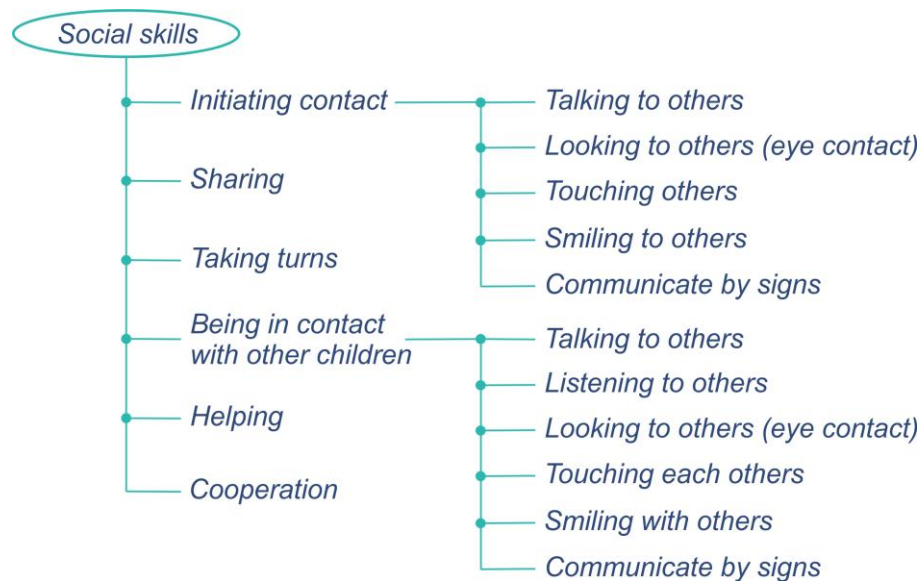 Social skills
Initiating contact
Talking to others
Looking to others (eye contact)
Touching others
Smiling to others
Communicate by signs
Sharing
Taking turns
Being in contact
with other children
Talking to others
Listening to others
Looking to others (eye contact)
Touching each others
Smiling with others
Communicate by signs
Helping
Cooperation